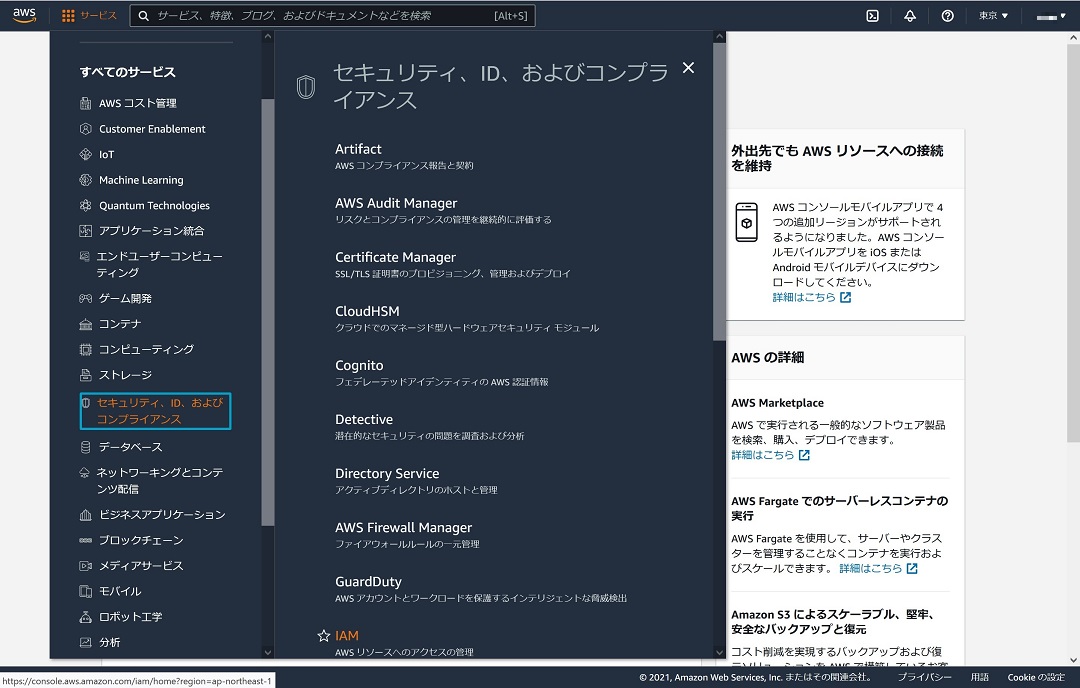 aws
サービス
サービス、特徴、ブログ、およびドキュメントなどを検索
[Alt+S]
東京 ▼
すべてのサービス
AWS コスト管理
Customer Enablement
IoT
Machine Learning
Quantum Technologies
アプリケーション統合
エンドユーザーコンピュー
ティング
ゲーム開発
コンテナ
コンピューティング
ストレージ
セキュリティ、ID、および
コンプライアンス
データベース
ネットワーキングとコンテ
ンツ配信
ビジネスアプリケーション
ブロックチェーン
メディアサービス
モバイル
ロボット工学
分析
セキュリティ、ID、およびコンプラ
イアンス
Artifact
AWS コンプライアンス報告と契約
AWS Audit Manager
リスクとコンプライアンスの管理を継続的に評価する
Certificate Manager
SSL/TLS 証明書のプロビジョニング、管理およびデプロイ
CloudHSM
クラウドでのマネージド型ハードウェアセキュリティ モジュール
Cognito
フェデレーテッドアイデンティティの AWS 認証情報
Detective
潜在的なセキュリティの問題を調査および分析
Directory Service
アクティブディレクトリのホストと管理
AWS Firewall Manager
ファイアウォールルールの一元管理
GuardDuty
AWS アカウントとワークロードを保護するインテリジェントな脅威検出
IAM
AWS リソースへのアクセスの管理
外出先でも AWS リソースへの接続
を維持
AWS コンソールモバイルアプリで 4
つの追加リージョンがサポートされ
るようになりました。AWS コンソー
ルモバイルアプリを iOS または
Android モバイルデバイスにダウン
ロードしてください。
詳細はこちら
AWS の詳細
AWS Marketplace
AWS で実行される一般的なソフトウェア製品
を検索、購入、デプロイできます。
詳細はこちら
AWS Fargate でのサーバーレスコンテナの
実行
AWS Fargate を使用して、サーバーやクラス
ターを管理することなくコンテナを実行およ
びスケールできます。 詳細はこちら
Amazon S3 によるスケーラブル、堅牢、
安全なバックアップと復元
コスト削減を実現するバックアップおよび復
https://console.aws.amazon.com/iam/home?region=ap-northeast-1
© 2021, Amazon Web Services, Inc. またはその関連会社。
プライバシー
用語
Cookie の設定